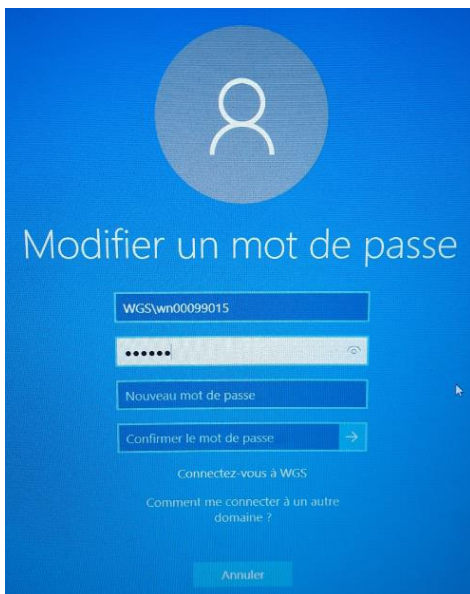 Modifier un mot de passe
WGS\wn00099015
••••••
Nouveau mot de passe
Confirmer le mot de passe
Connectez-vous à WGS
Comment me connecter à un autre
domaine ?
Annuler